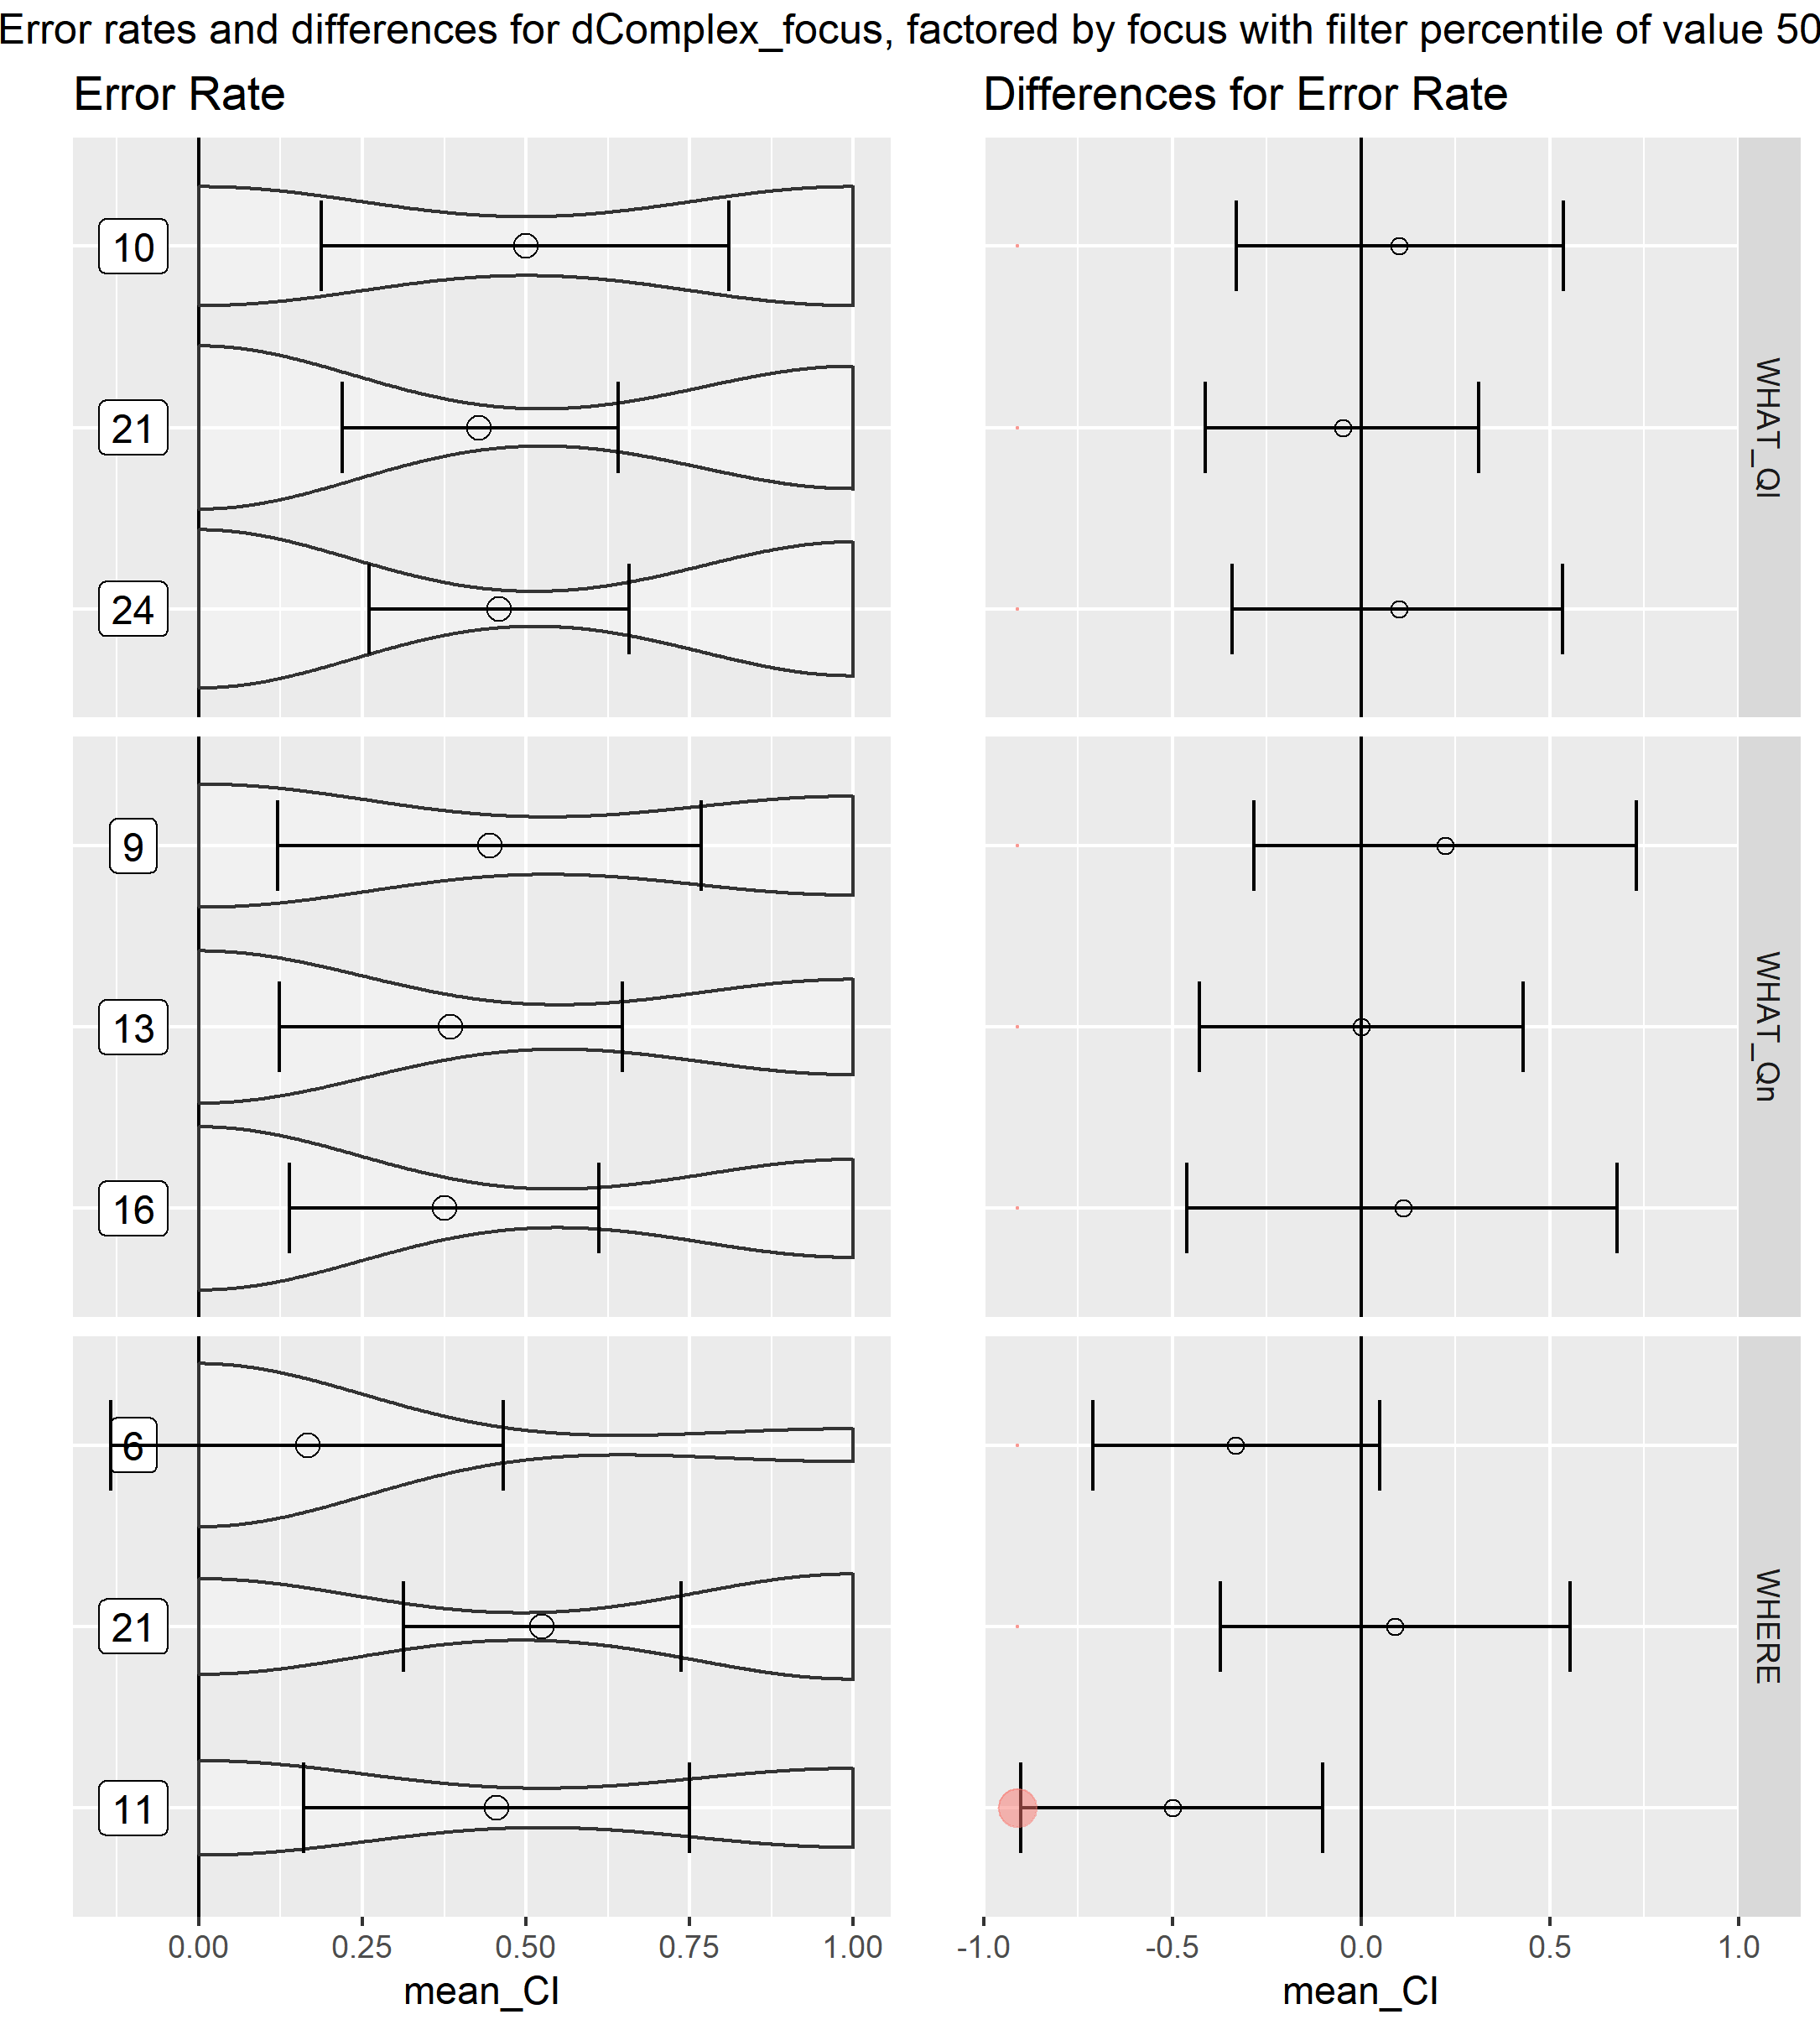 Error rates and differences for dComplex_focus, factored by focus with filter percentile of value 50
Error Rate
Differences for Error Rate
10
21
24
WHAT_Ql
9
13
16
WHAT_Qn
6
21
11
WHERE
0.00 0.25 0.50 0.75 1.00
-1.0 -0.5 0.0 0.5 1.0
mean_CI
mean_CI